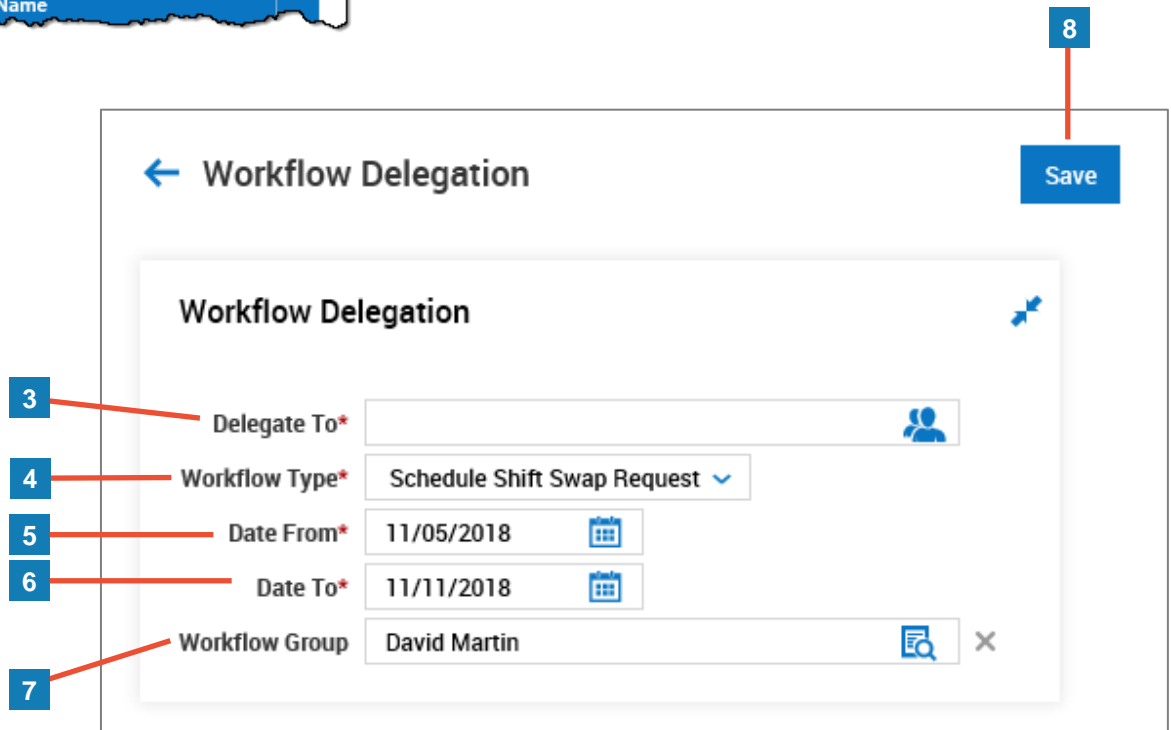 Name
8
Workflow Delegation
Save
Workflow Delegation
3
Delegate To*
4
Workflow Type* Schedule Shift Swap Request
5
Date From* 11/05/2018
6
Date To* 11/11/2018
Workflow Group David Martin
7